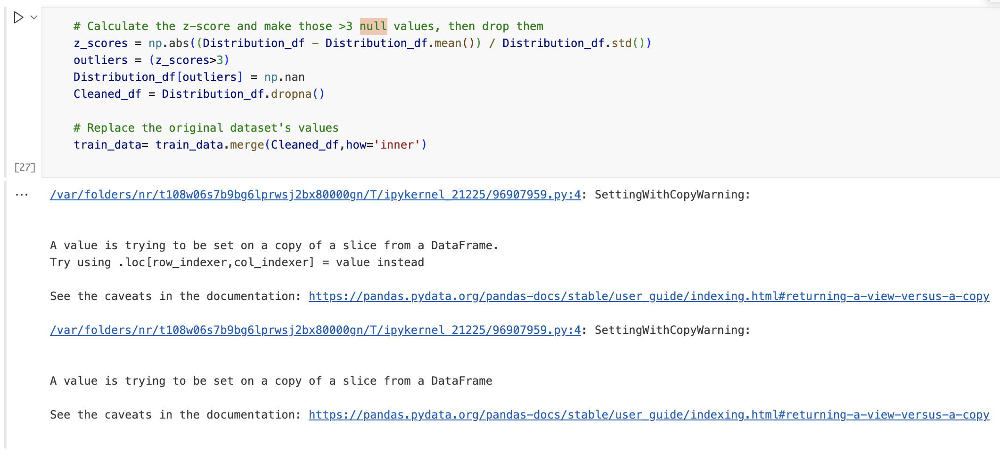 # Calculate the z-score and make those >3 null values, then drop them
z_scores = np.abs((Distribution_df - Distribution_df.mean()) / Distribution_df.std())
outliers = (z_scores>3)
Distribution_df[outliers] = np.nan
Cleaned_df = Distribution_df.dropna()
# Replace the original dataset's values
train_data= train_data.merge(Cleaned_df,how='inner')
[27]
... /var/folders/nr/t108w06s7b9bg6lprwsj2bx80000gn/T/ipykernel_21225/96907959.py:4: SettingWithCopyWarning:
A value is trying to be set on a copy of a slice from a DataFrame.
Try using .loc[row_indexer,col_indexer] = value instead
See the caveats in the documentation: https://pandas.pydata.org/pandas-docs/stable/user_guide/indexing.html#returning-a-view-versus-a-copy
/var/folders/nr/t108w06s7b9bg6lprwsj2bx80000gn/T/ipykernel_21225/96907959.py:4: SettingWithCopyWarning:
A value is trying to be set on a copy of a slice from a DataFrame
See the caveats in the documentation: https://pandas.pydata.org/pandas-docs/stable/user_guide/indexing.html#returning-a-view-versus-a-copy